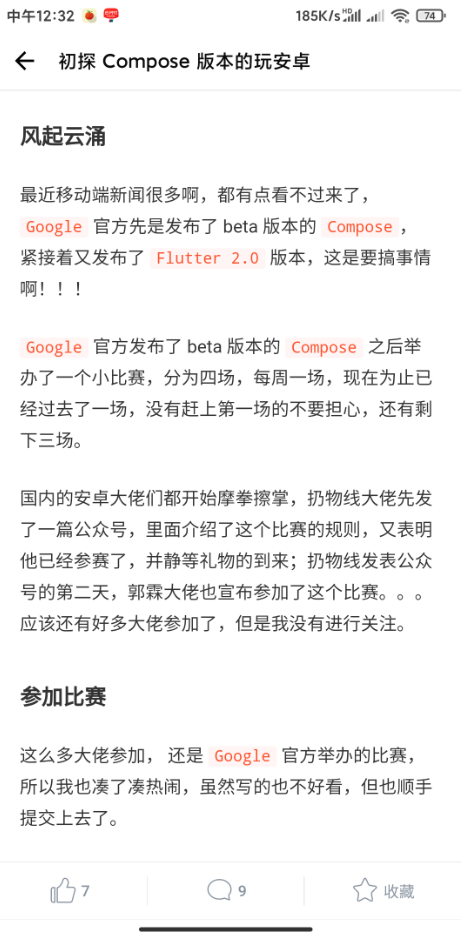 中午12:32
185K/s HD 74
初探 Compose 版本的玩安卓
风起云涌
最近移动端新闻很多啊，都有点看不过来了，
Google 官方先是发布了 beta 版本的 Compose，
紧接着又发布了 Flutter 2.0 版本，这是要搞事情
啊！！！
Google 官方发布了 beta 版本的 Compose 之后举
办了一个小比赛，分为四场，每周一场，现在为止已
经过去了一场，没有赶上第一场的不要担心，还有剩
下三场。
国内的安卓大佬们都开始摩拳擦掌，扔物线大佬先发
了一篇公众号，里面介绍了这个比赛的规则，又表明
他已经参赛了，并静等礼物的到来；扔物线发表公众
号的第二天，郭霖大佬也宣布参加了这个比赛。。。
应该还有好多大佬参加了，但是我没有进行关注。
参加比赛
这么多大佬参加， 还是 Google 官方举办的比赛，
所以我也凑了凑热闹，虽然写的也不好看，但也顺手
提交上去了。
7
9
收藏